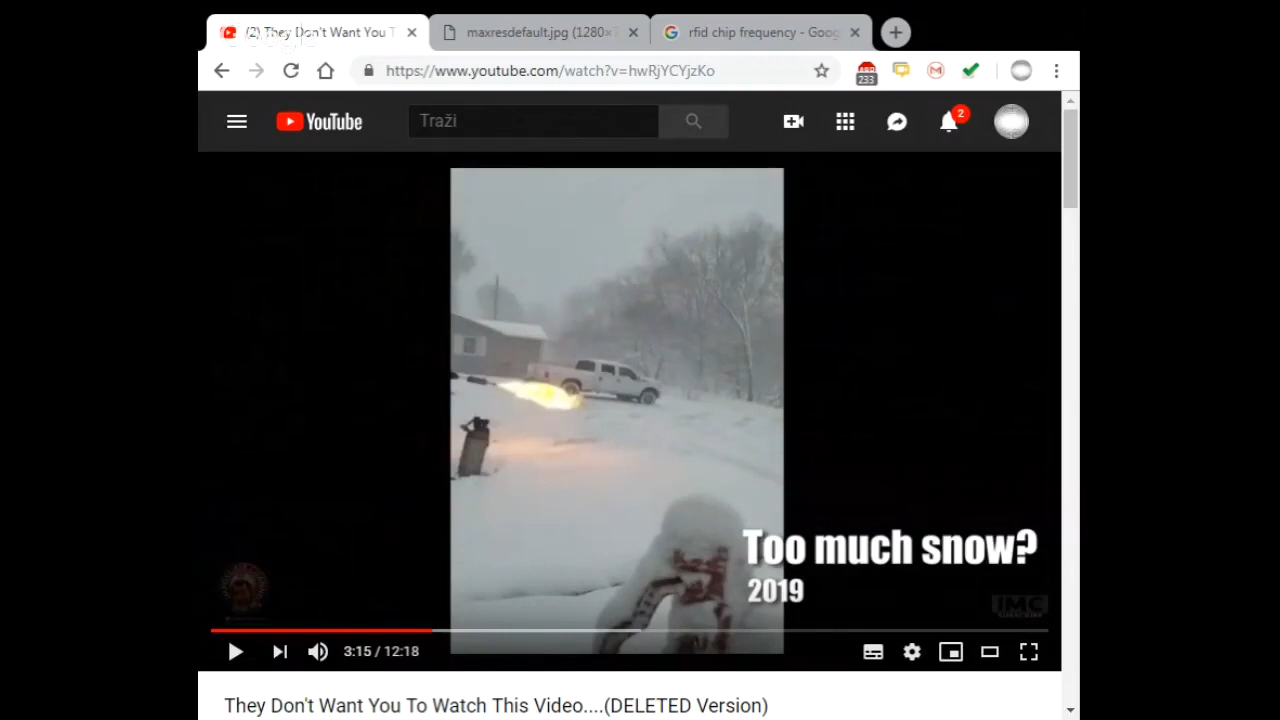 (2) They Don't Want You T
maxresdefault.jpg (1280×7
rfid chip frequency - Goog
https://www.youtube.com/watch?v=hwRjYCYjzKo
233
YouTube
Traži
2
Too much snow?
2019
IMC
3:15 / 12:18
They Don't Want You To Watch This Video....(DELETED Version)